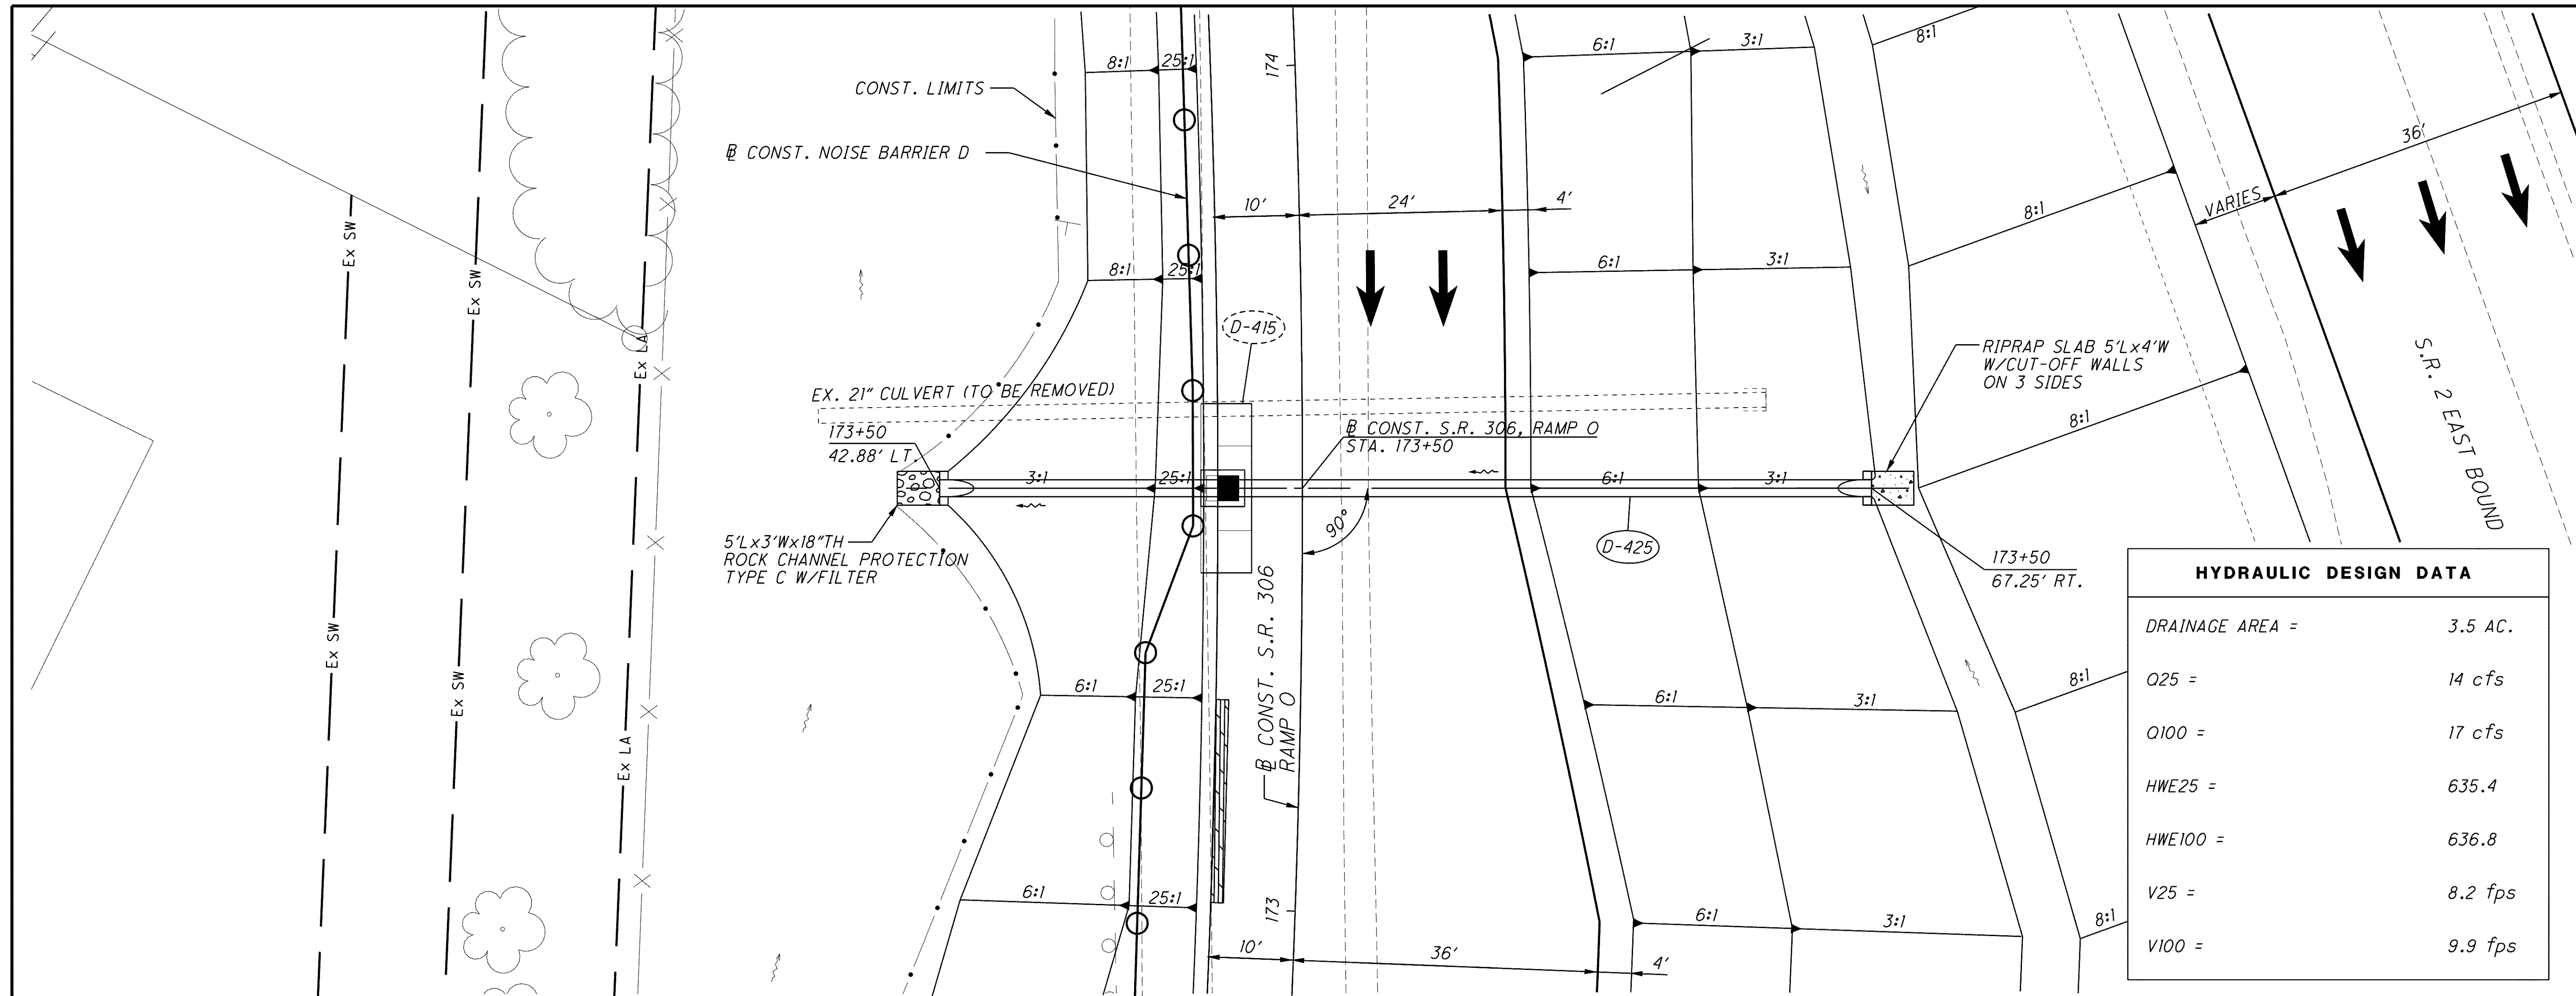 174
6:1
3:1
8:1
8:1
25:1
CONST. LIMITS
36'
℄ CONST. NOISE BARRIER D
10'
24'
4'
VARIES
8:1
Ex SW
Ex SW
8:1
25:1
6:1
3:1
D-415
Ex LA
RIPRAP SLAB 5'Lx4'W
W/CUT-OFF WALLS
ON 3 SIDES
S.R. 2 EAST BOUND
EX. 21" CULVERT (TO BE REMOVED)
8:1
173+50
42.88' LT.
℄ CONST. S.R. 306, RAMP O
STA. 173+50
3:1
25:1
6:1
3:1
90°
D-425
5'Lx3'Wx18"TH
ROCK CHANNEL PROTECTION
TYPE C W/FILTER
173+50
67.25' RT.
℄ CONST. S.R. 306
RAMP O
Ex SW
Ex SW
Ex LA
6:1
25:1
6:1
3:1
8:1
6:1
25:1
173
6:1
3:1
8:1
10'
36'
4'
HYDRAULIC DESIGN DATA
DRAINAGE AREA = 3.5 AC.
Q25 = 14 cfs
Q100 = 17 cfs
HWE25 = 635.4
HWE100 = 636.8
V25 = 8.2 fps
V100 = 9.9 fps